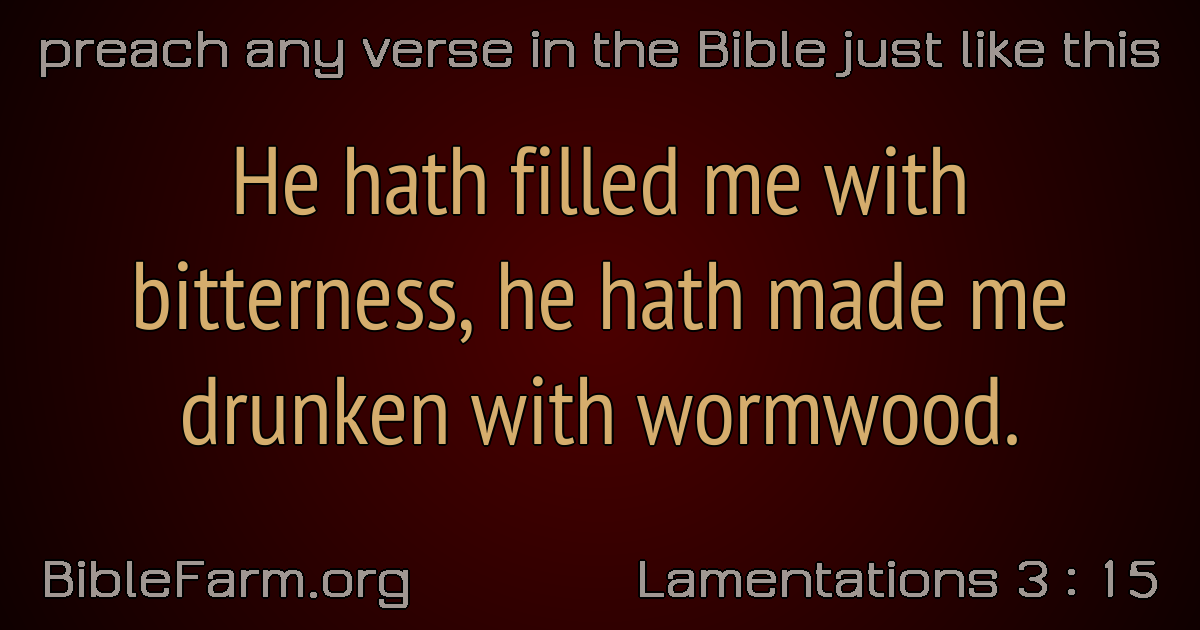 preach any verse in the Bible just like this
He hath filled me with
bitterness, he hath made me
drunken with wormwood.
BibleFarm.org
Lamentations 3 : 15